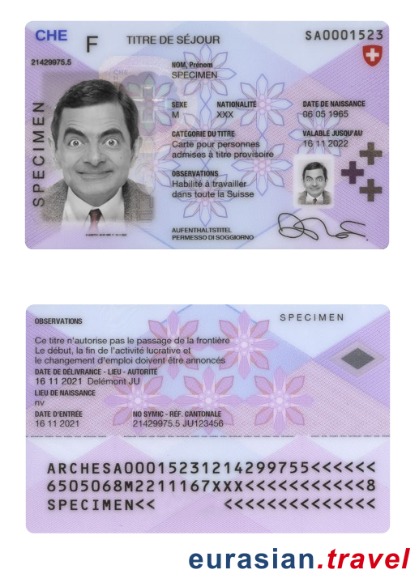 CHE
F
TITRE DE SÉJOUR
SA0001523
21429975.5
SPECIMEN
NOM, Prénom
SPECIMEN
SEXE NATIONALITÉ DATE DE NAISSANCE
M XXX 06 05 1965
CATÉGORIE DU TITRE VALABLE JUSQU'AU
Carte pour personnes 16 11 2022
admises à titre provisoire
OBSERVATIONS
Habilité à travailler
dans toute la Suisse
AUFENTHALTSTITEL
PERMESSO DI SOGGIORNO
OBSERVATIONS
SPECIMEN
Ce titre n'autorise pas le passage de la frontière
Le début, la fin de l'activité lucrative et
le changement d'emploi doivent être annoncés
DATE DE DÉLIVRANCE - LIEU - AUTORITÉ
16 11 2021 Delémont JU
LIEU DE NAISSANCE
nv
DATE D'ENTRÉE NO SYMIC - RÉF. CANTONALE
16 11 2021 21429975.5 JU123456
ARCHESA00015231214299755<<<<<<
6505068M2211167XXX<<<<<<<<<<<8
SPECIMEN<< <<<<<<<<<<<<<<
eurasian.travel